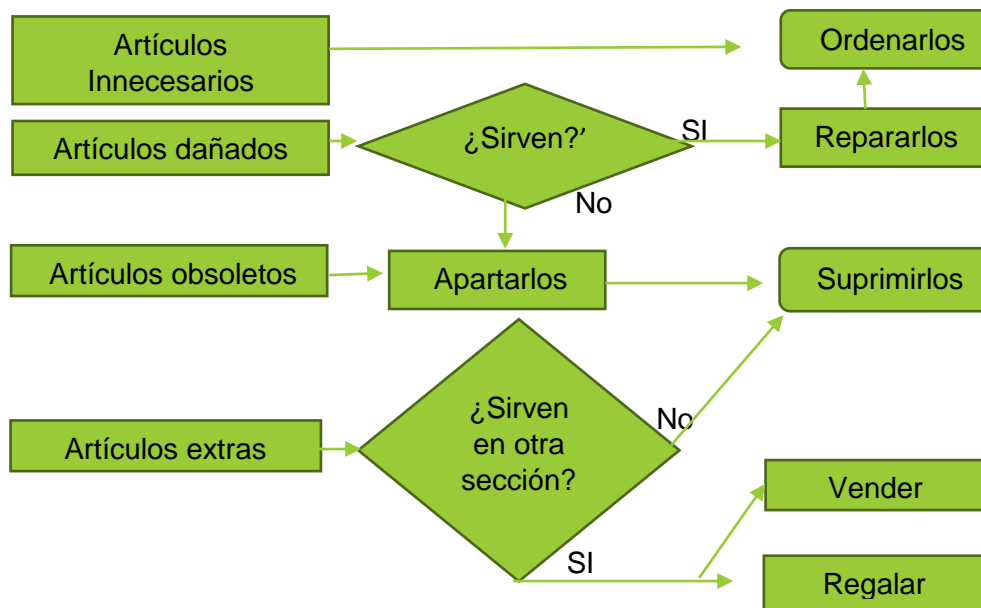 Artículos
Innecesarios
Ordenarlos
Artículos dañados
¿Sirven?’
SI
Repararlos
No
Artículos obsoletos
Apartarlos
Suprimirlos
Artículos extras
¿Sirven
en otra
sección?
No
Vender
SI
Regalar